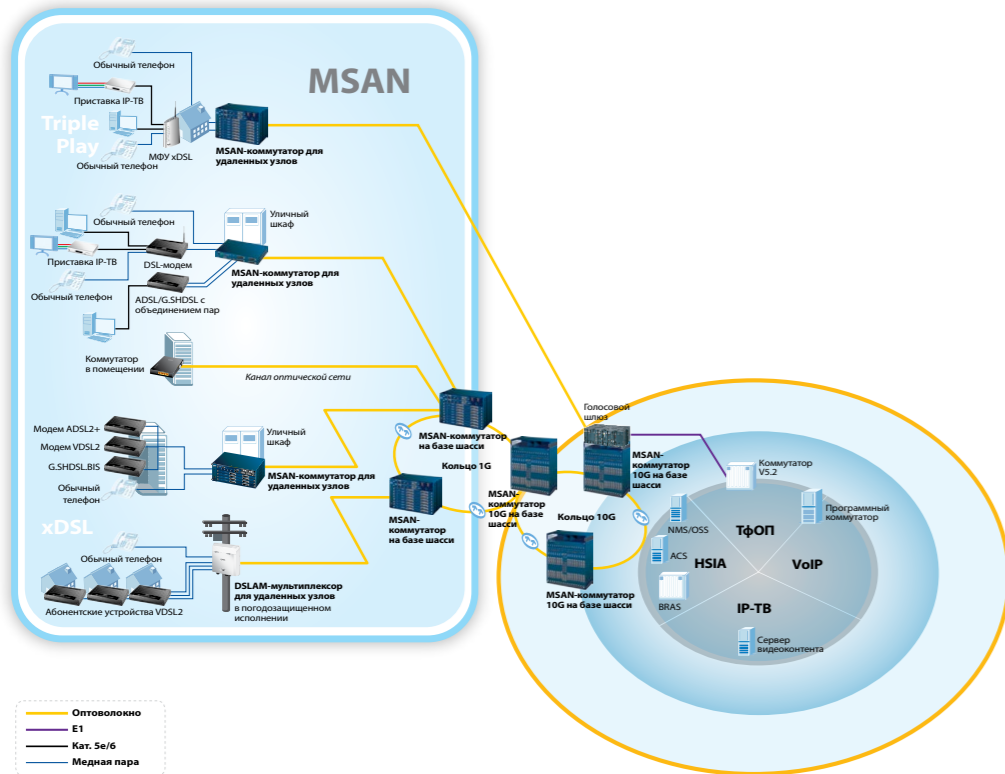 MSAN
Обычный телефон
Приставка IP-ТВ
Triple
Play
МФУ xDSL
Обычный телефон
MSAN-коммутатор для
удаленных узлов
Обычный телефон
Уличный
шкаф
Приставка IP-ТВ
DSL-модем
MSAN-коммутатор для
удаленных узлов
Обычный телефон
ADSL/G.SHDSL с
объединением пар
Коммутатор
в помещении
Канал оптической сети
Модем ADSL2+
Модем VDSL2
G.SHDSL.BIS
Обычный
телефон
Уличный
шкаф
MSAN-коммутатор для
удаленных узлов
xDSL
Обычный телефон
Абонентские устройства VDSL2
DSLAM-мультиплексор
для удаленных узлов
в погодозащищенном
исполнении
MSAN-коммутатор
на базе шасси
Кольцо 1G
MSAN-
коммутатор
на базе шасси
MSAN-
коммутатор
10G на базе
шасси
Голосовой
шлюз
MSAN-
коммутатор
10G на базе
шасси
Кольцо 10G
MSAN-коммутатор
10G на базе шасси
Коммутатор
V5.2
Программный
коммутатор
NMS/OSS
ACS
BRAS
ТфОП
HSIA
VoIP
IP-ТВ
Сервер
видеоконтента
Оптоволокно
E1
Кат. 5e/6
Медная пара